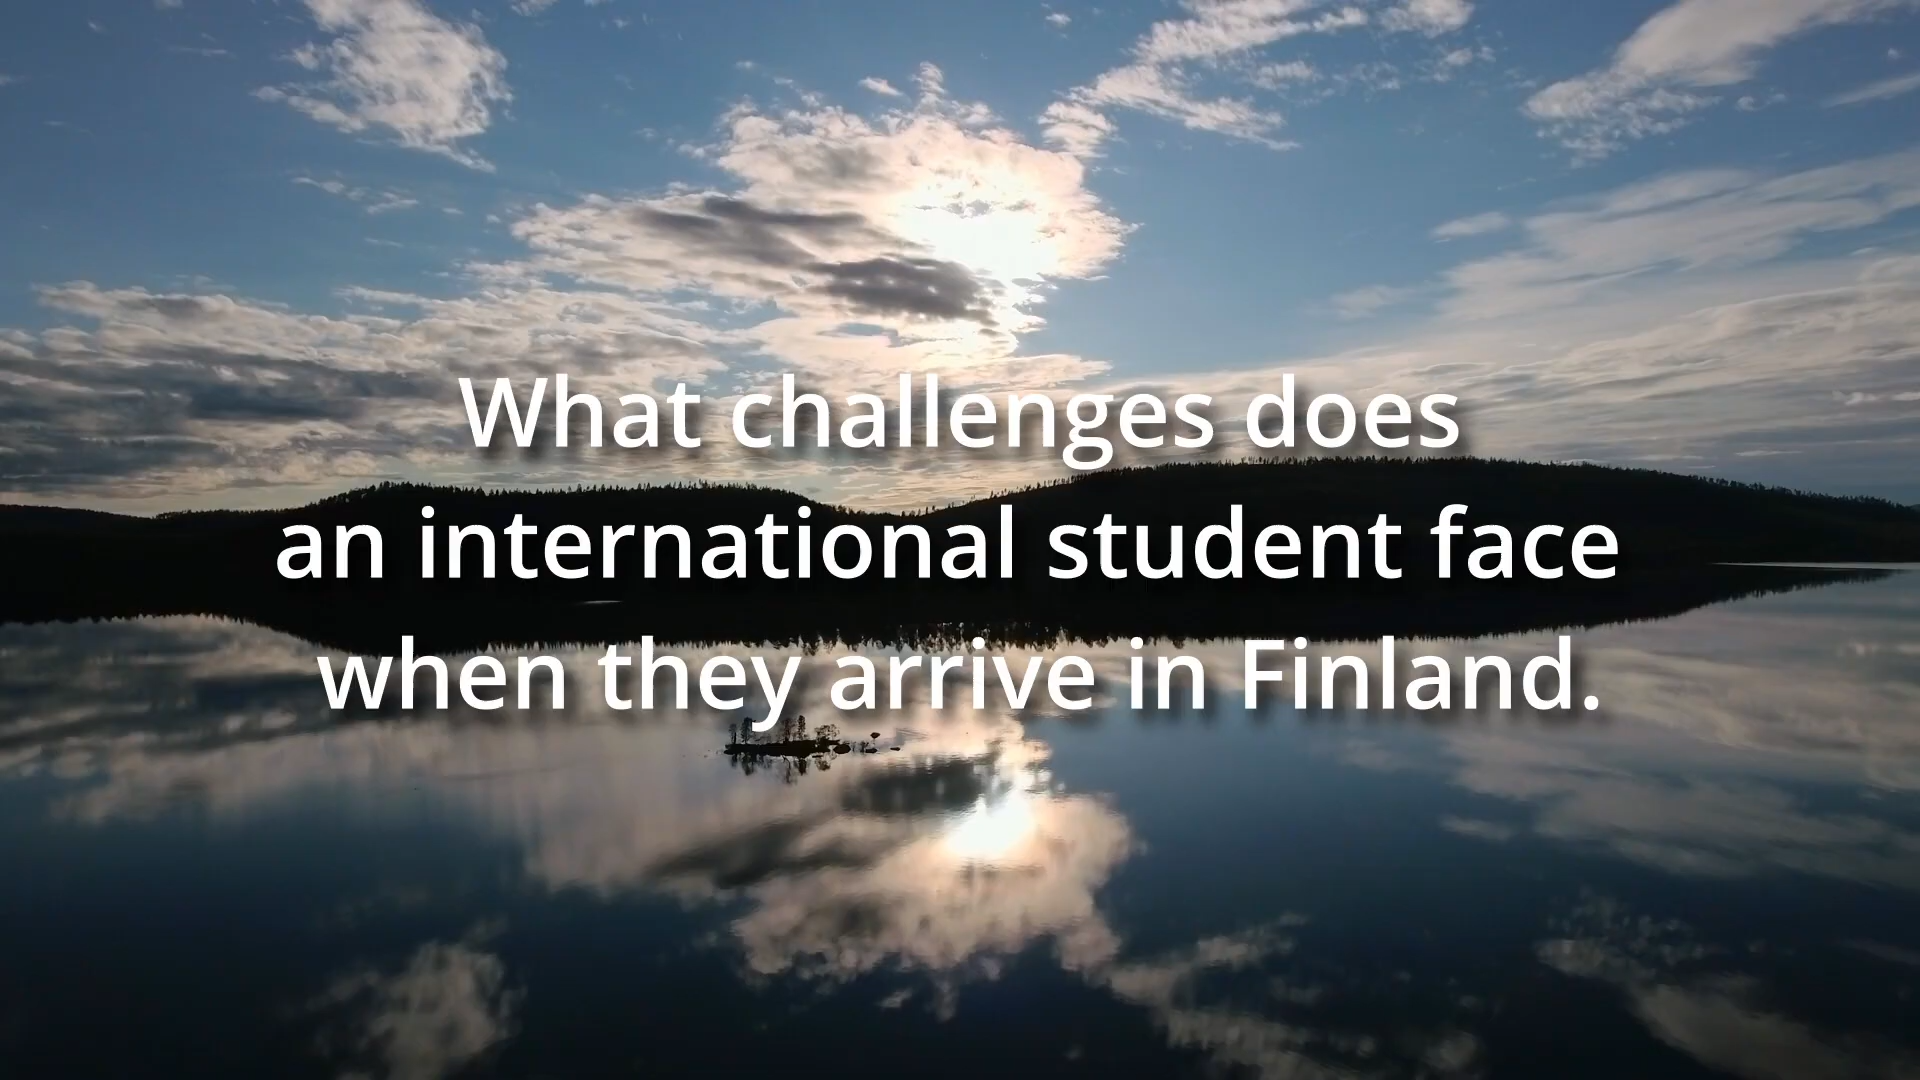 What challenges does
an international student face
when they arrive in Finland.